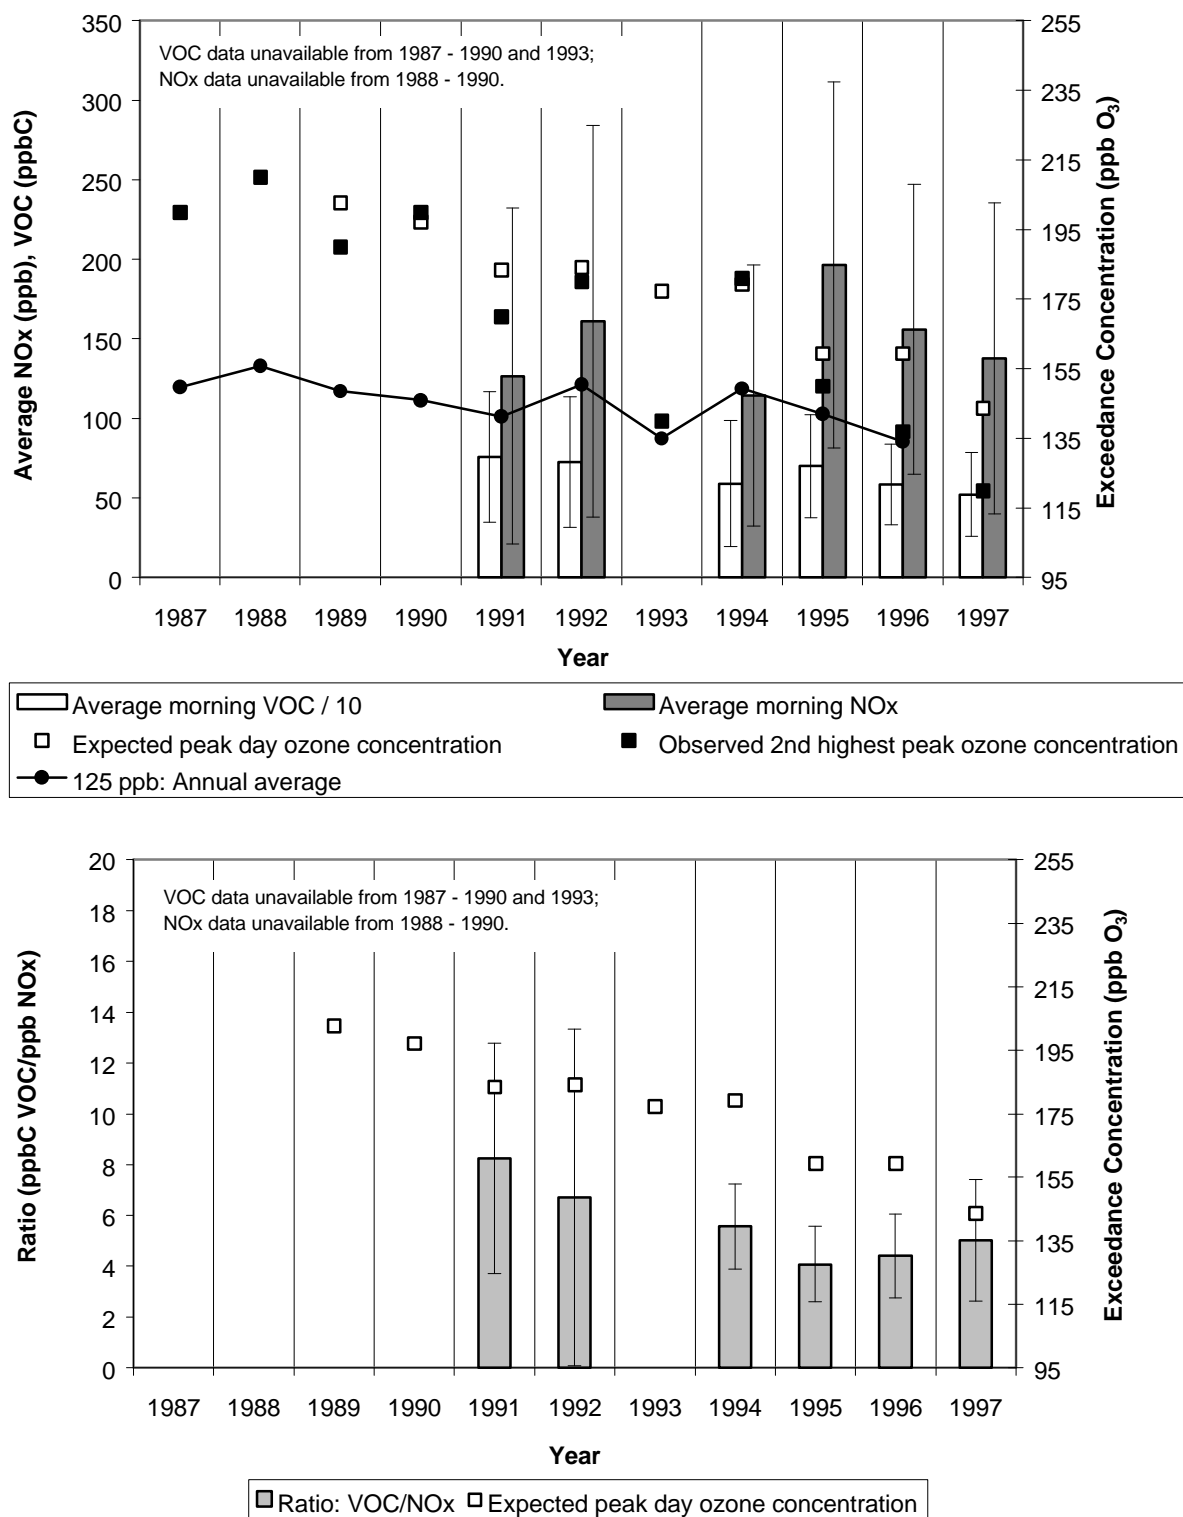 350
300
250
200
150
100
50
0
Average NOx (ppb), VOC (ppbC)
VOC data unavailable from 1987 - 1990 and 1993;
NOx data unavailable from 1988 - 1990.
255
235
215
195
175
155
135
115
95
Exceedance Concentration (ppb O3)
1987 1988 1989 1990 1991 1992 1993 1994 1995 1996 1997
Year
Average morning VOC / 10 Average morning NOx
Expected peak day ozone concentration Observed 2nd highest peak ozone concentration
125 ppb: Annual average
20
18
16
14
12
10
8
6
4
2
0
Ratio (ppbC VOC/ppb NOx)
VOC data unavailable from 1987 - 1990 and 1993;
NOx data unavailable from 1988 - 1990.
255
235
215
195
175
155
135
115
95
Exceedance Concentration (ppb O3)
1987 1988 1989 1990 1991 1992 1993 1994 1995 1996 1997
Year
Ratio: VOC/NOx Expected peak day ozone concentration